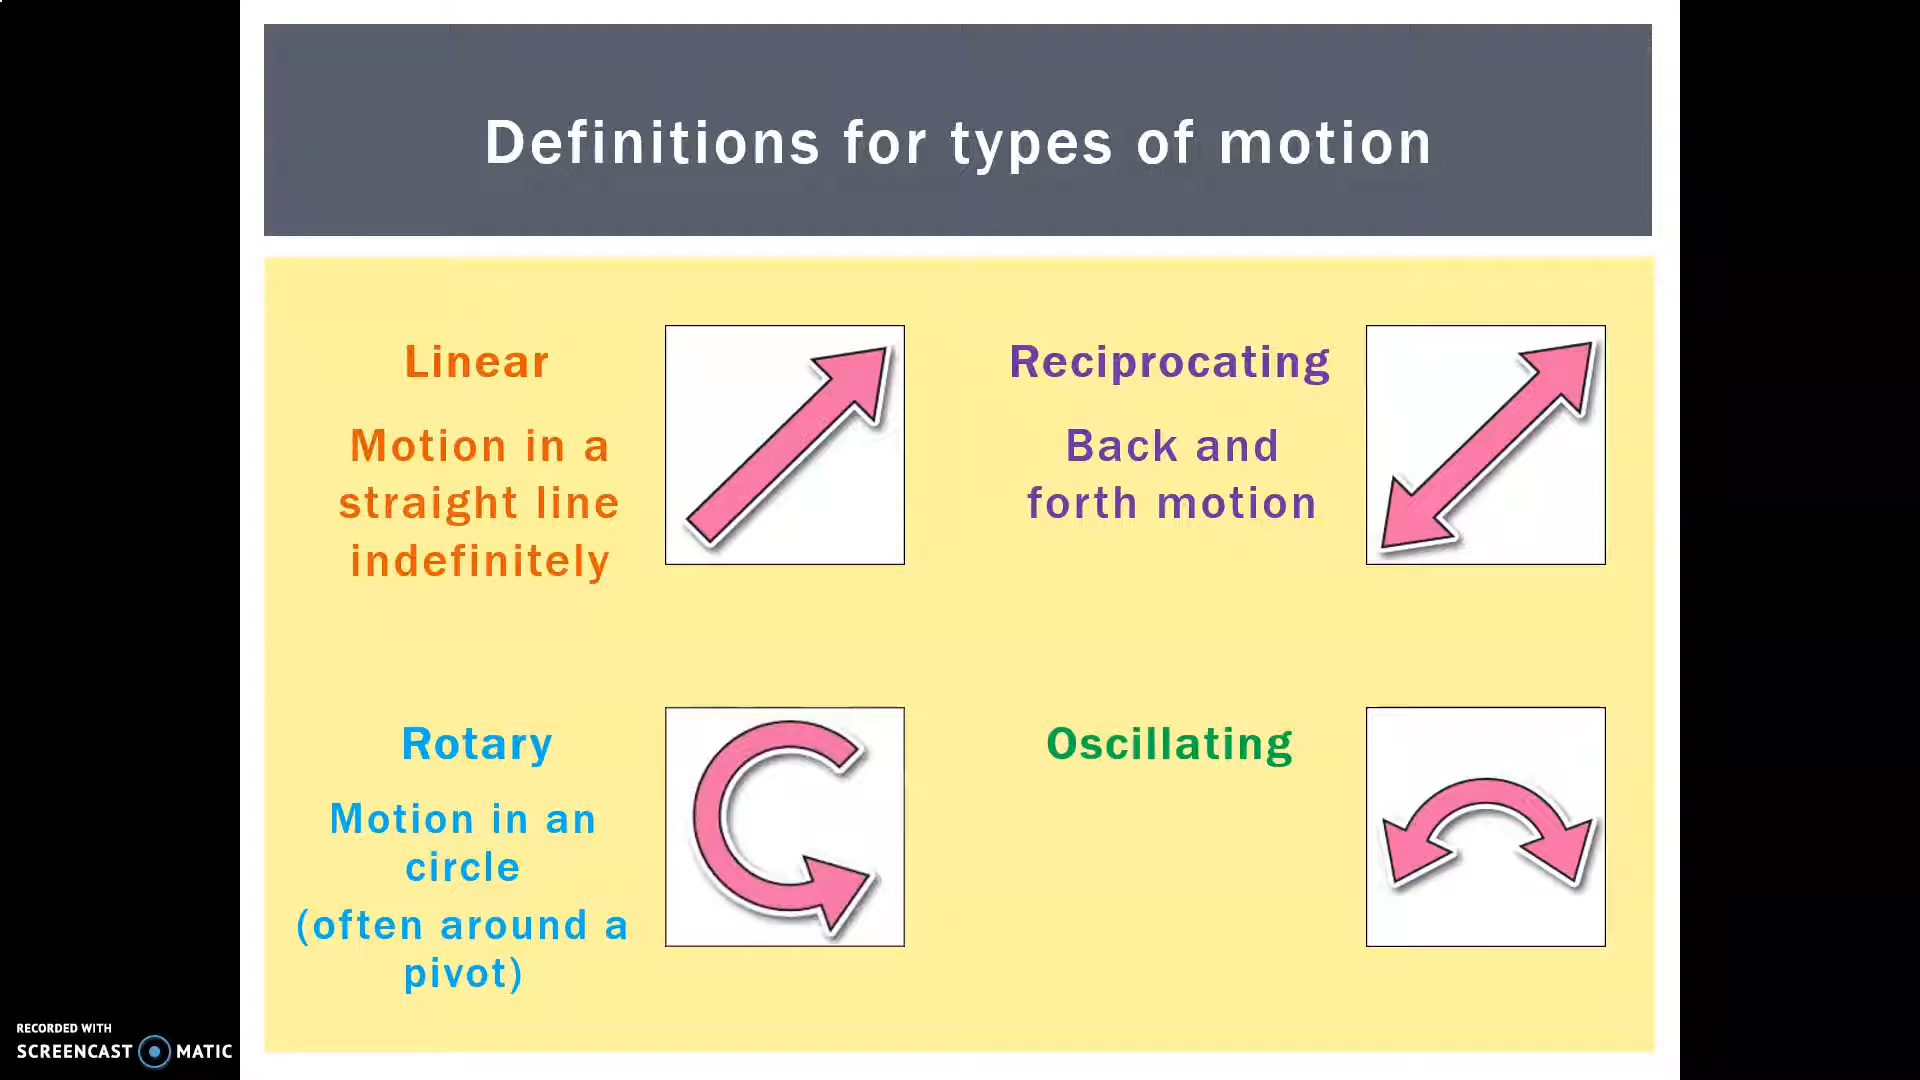 Definitions for types of motion
Linear
Motion in a
straight line
indefinitely
Reciprocating
Back and
forth motion
Rotary
Motion in an
circle
(often around a
pivot)
Oscillating
RECORDED WITH
SCREENCAST MATIC